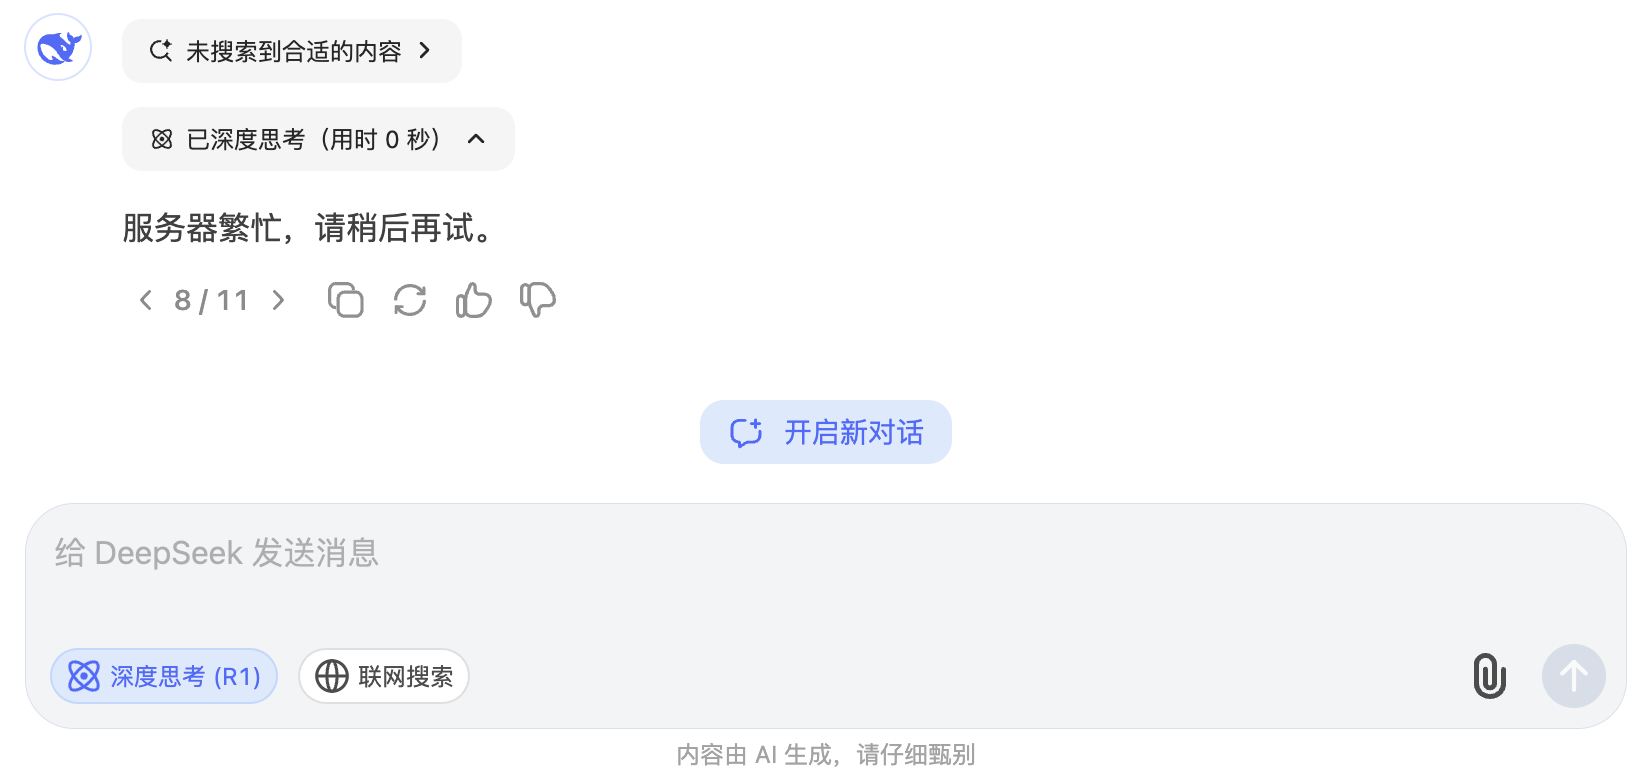 未搜索到合适的内容
已深度思考（用时 0 秒）
服务器繁忙，请稍后再试。
8 / 11
开启新对话
给 DeepSeek 发送消息
深度思考 (R1)
联网搜索
内容由 AI 生成，请仔细甄别